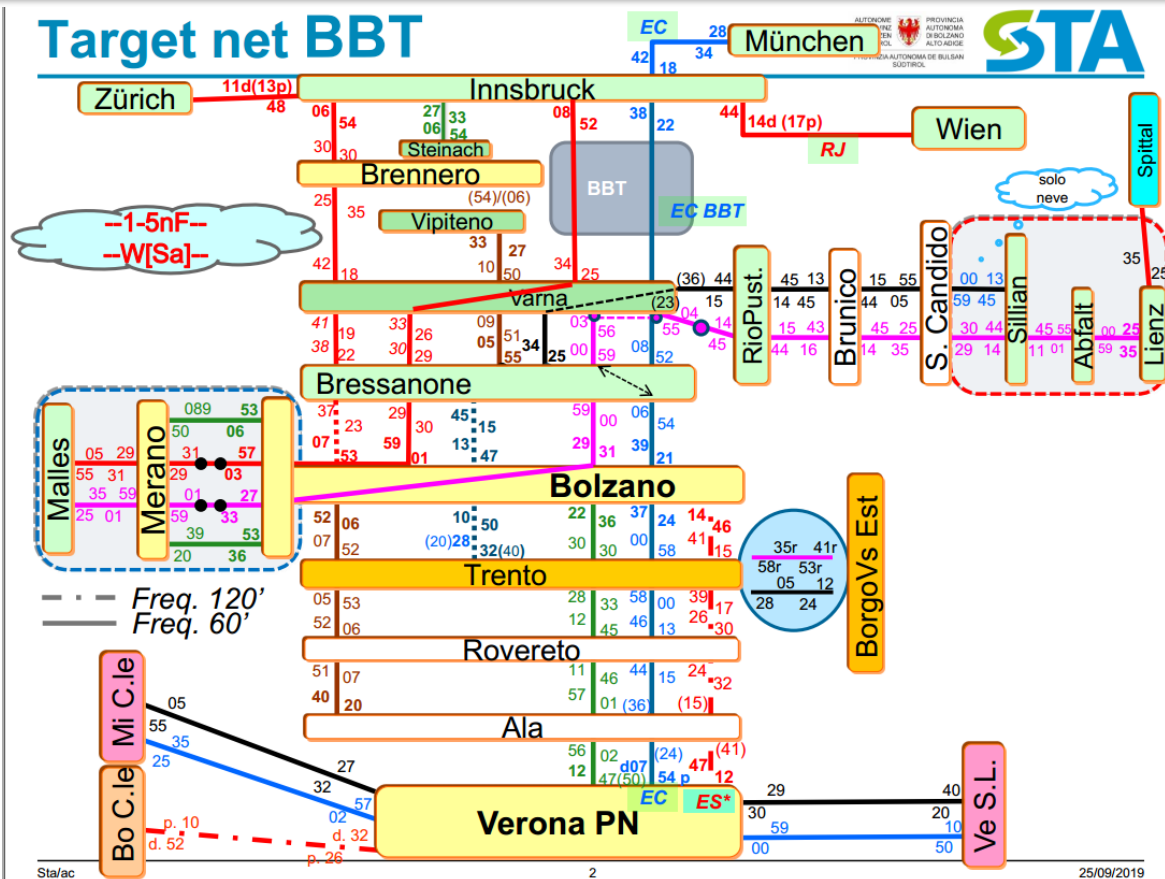 Target net BBT
AUTONOME PROVINCIA
PROVINZ AUTONOMA
BOZEN DI BOLZANO
SÜDTIROL ALTO ADIGE
PROVINZIA AUTONOMA DE BULSAN
SÜDTIROL
STA
EC
28
München
42 18
34
Zürich
11d(13p)
48
Innsbruck
06 54
27 33
06 54
08 52
38 22
44
14d (17p)
RJ
Wien
Spittal
30 30
Steinach
Brennero
(54)/(06)
BBT
EC BBT
solo
neve
--1-5nF--
--W[Sa]--
25 35
Vipiteno
33 27
10 50
42 18
34 25
Varna
(36) 44
15
(23)
04
55
14
45
RioPust.
45 13
14 45
15 43
44 16
Brunico
15 55
44 05
45 25
14 35
S. Candido
00 13
59 45
30 44
29 14
Sillian
45 55
11 01
Abfalt
00 25
59 35
35
25
Lienz
41 19
38 22
33 26
30 29
09 51
05 55
34 25
03 56
00 59
08 52
Bressanone
37 23
07 53
29 30
59 01
45 15
13 47
59 00
29 31
06 54
39 21
Malles
05 29
55 31
35 59
25 01
Merano
089 53
50 06
31 57
29 03
01 27
59 33
39 53
20 36
Bolzano
52 06
07 52
10 50
(20)28 32(40)
22 36
30 30
37 24
00 58
14 46
41 15
Trento
35r 41r
58r 53r
05 12
28 24
BorgoVs Est
Freq. 120'
Freq. 60'
05 53
52 06
28 33
12 45
58 00
46 13
39 17
26 30
Rovereto
51 07
40 20
11 46
57 01
44 15
(36)
24 32
(15)
Ala
56 02
12 47(50)
d07 (24)
54 p
(41)
47 12
EC
ES*
Mi C.le
05
55
35
25
27
32
57
02
Bo C.le
p. 10
d. 52
d. 32
p. 26
Verona PN
29 40
30 20
59 10
00 50
Ve S.L.
Sta/ac
2
25/09/2019